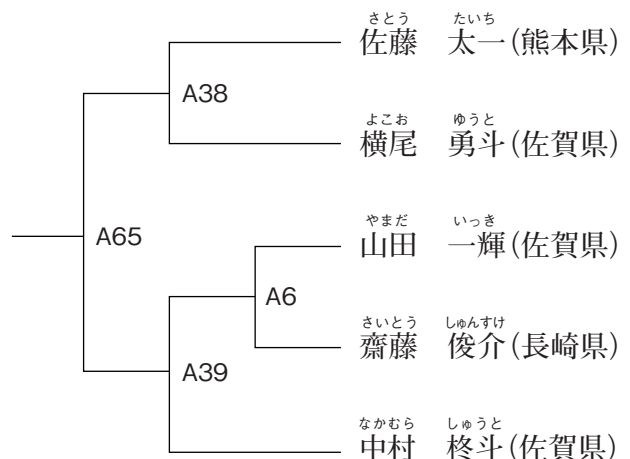 さとう たいち
佐藤 太一(熊本県)
A38
よこお ゆうと
横尾 勇斗(佐賀県)
A65
やまだ いっき
山田 一輝(佐賀県)
A6
さいとう しゅんすけ
齋藤 俊介(長崎県)
A39
なかむら しゅうと
中村 柊斗(佐賀県)